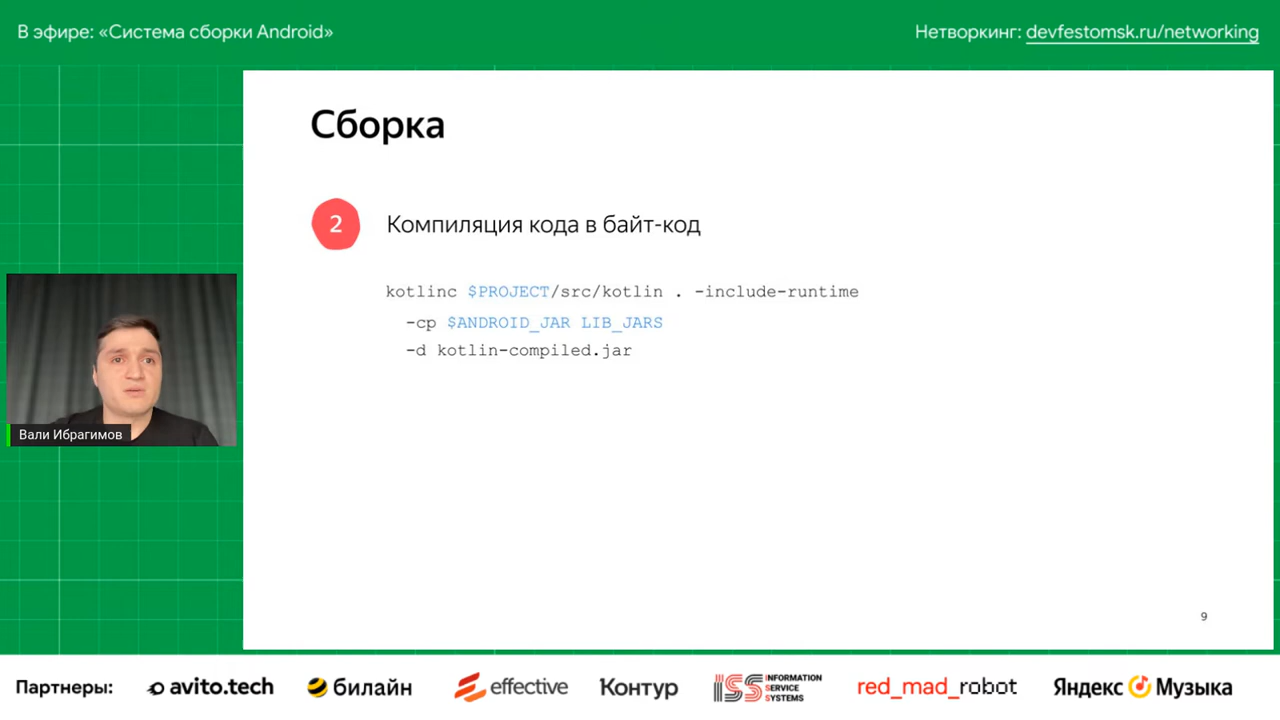 В эфире: «Система сборки Android»
Нетворкинг: devfestomsk.ru/networking
Сборка
2
Компиляция кода в байт-код
kotlinc $PROJECT/src/kotlin . -include-runtime
-cp $ANDROID_JAR LIB_JARS
-d kotlin-compiled.jar
Вали Ибрагимов
9
Партнеры:
avito.tech
билайн
effective
Контур
ISS
INFORMATION
SERVICE
SYSTEMS
red_mad_robot
Яндекс Музыка